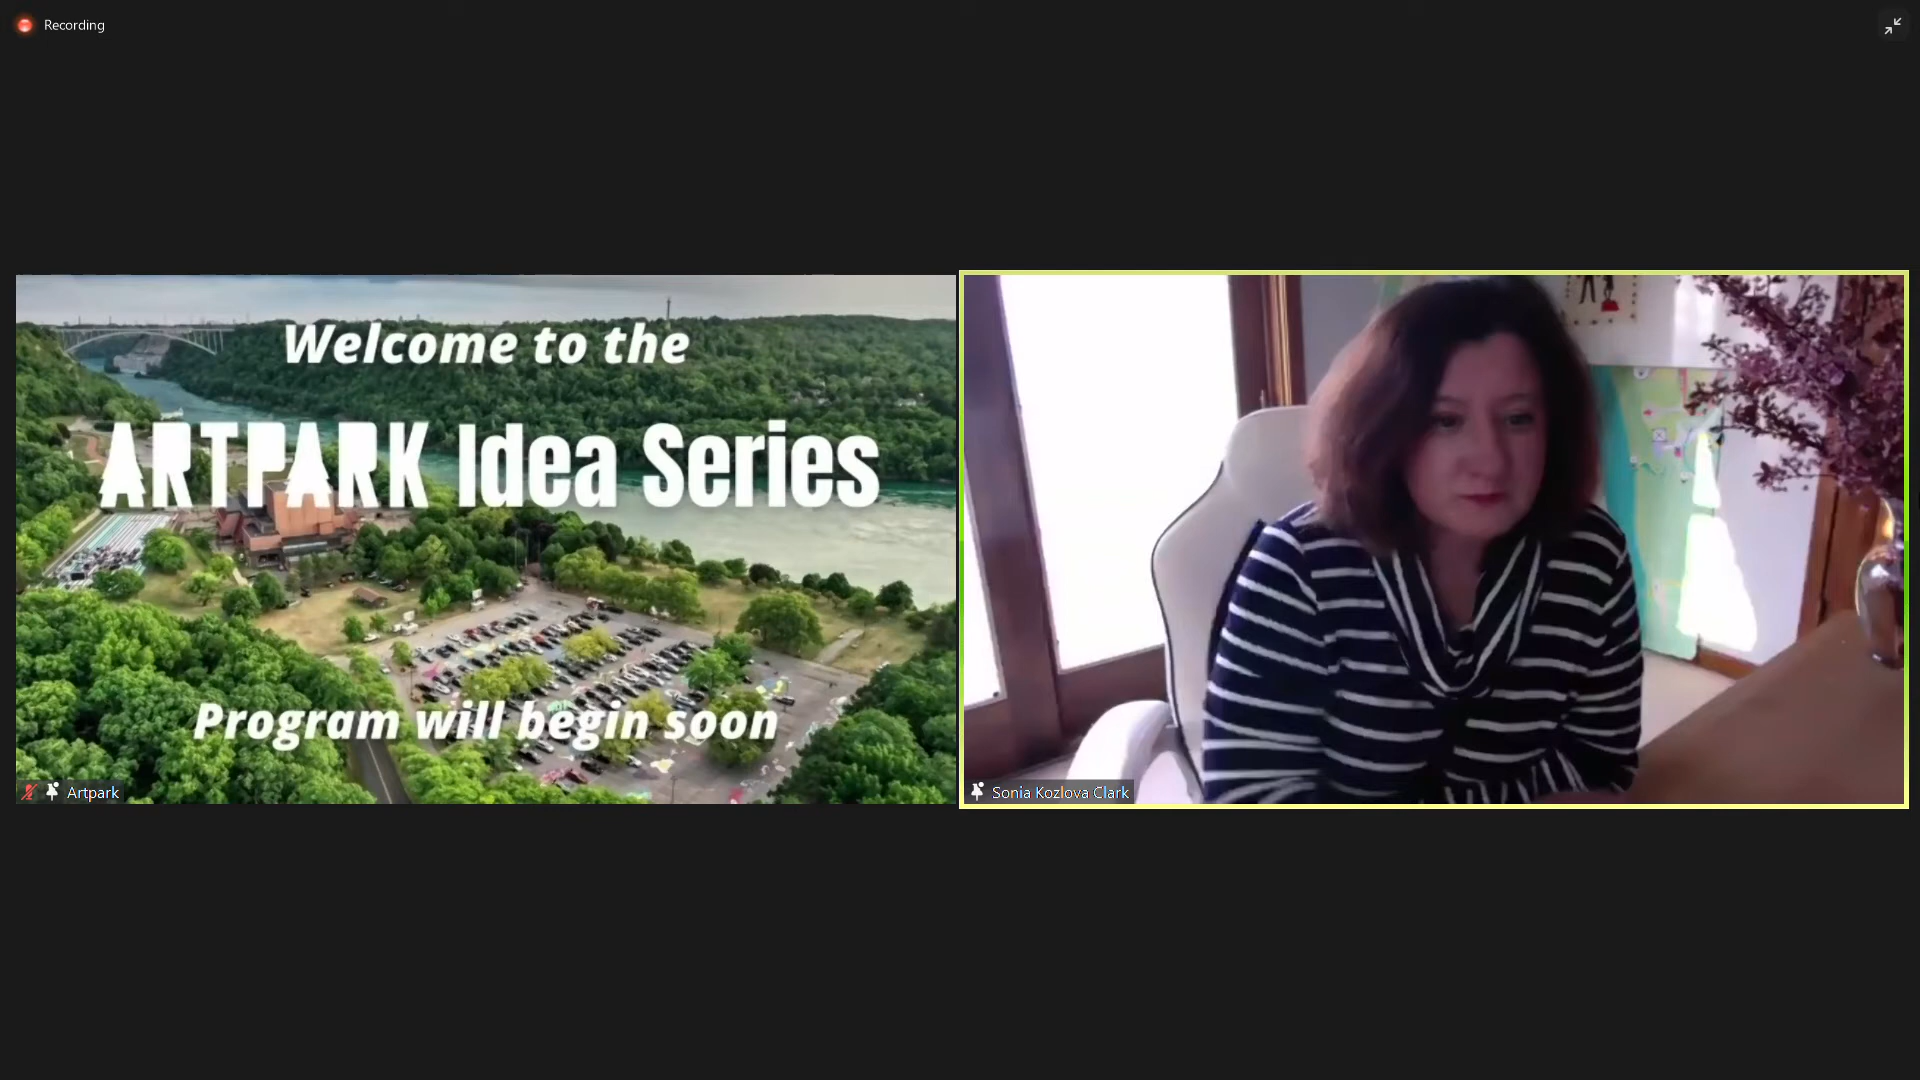 Recording
Welcome to the
ARTPARK Idea Series
Program will begin soon
Artpark
Sonia Kozlova Clark